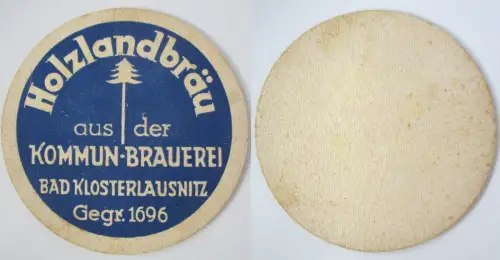 Holzlandbräu
aus der
KOMMUN-BRAUEREI
BAD KLOSTERLAUSNITZ
Gegr. 1696